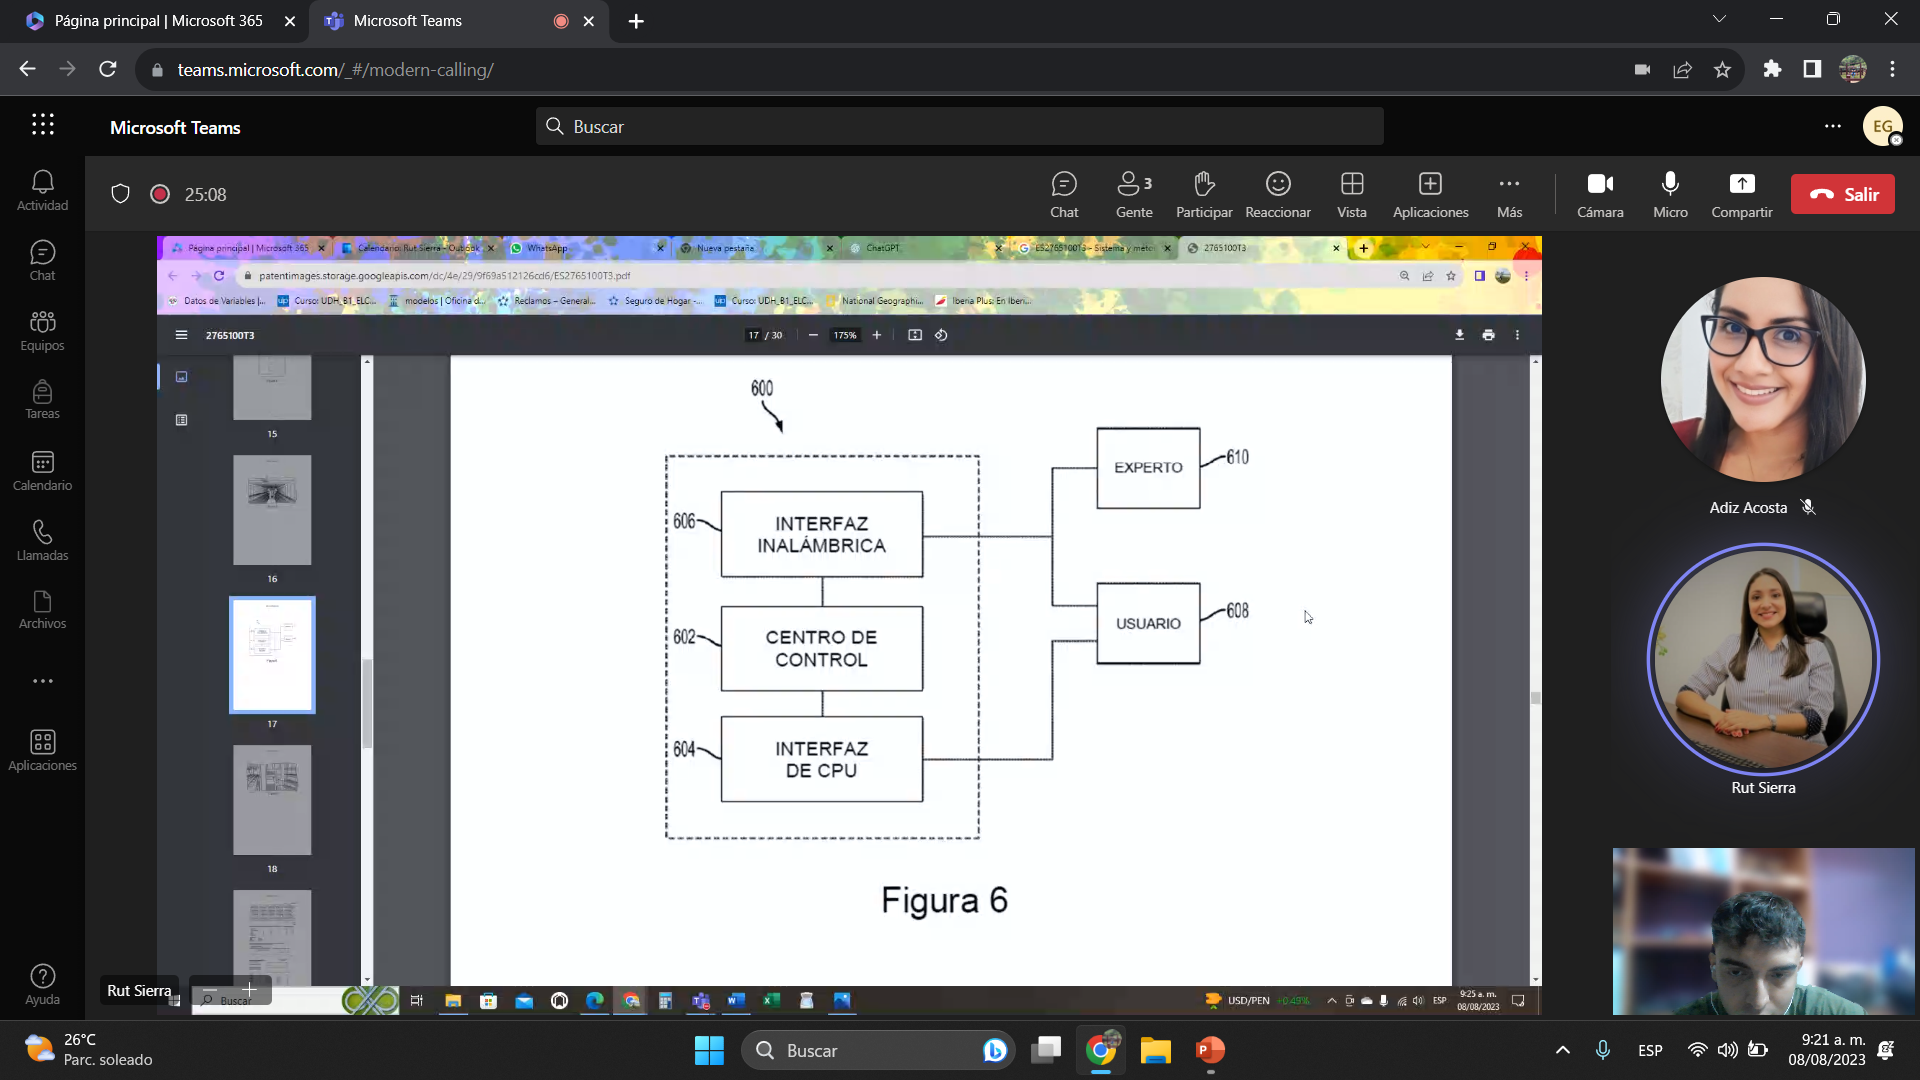 Página principal | Microsoft 365
Microsoft Teams
teams.microsoft.com/_#/modern-calling/
Microsoft Teams
Buscar
EG
Actividad
Chat
Equipos
Tareas
Calendario
Llamadas
Archivos
Aplicaciones
Ayuda
25:08
Chat
Gente
3
Participar
Reaccionar
Vista
Aplicaciones
Más
Cámara
Micro
Compartir
Salir
Página principal | Microsoft 365
Calendario: Rut Sierra - Outlook
WhatsApp
Nueva pestaña
ChatGPT
ES2765100T3 - Sistema y méto
2765100T3
patentimages.storage.googleapis.com/dc/4e/29/9f69a512126cd6/ES2765100T3.pdf
Datos de Variables |...
Curso: UDH_B1_ELC...
modelos | Oficina d...
Reclamos – General...
Seguro de Hogar -...
Curso: UDH_B1_ELC...
National Geographi...
Iberia Plus: En Iberi...
2765100T3
17 / 30
175%
15
16
17
18
600
606
INTERFAZ
INALÁMBRICA
602
CENTRO DE
CONTROL
604
INTERFAZ
DE CPU
EXPERTO
610
USUARIO
608
Figura 6
Adiz Acosta
Rut Sierra
Rut Sierra
Buscar
USD/PEN
+0.49%
ESP
9:25 a. m.
08/08/2023
26°C
Parc. soleado
Buscar
ESP
9:21 a. m.
08/08/2023